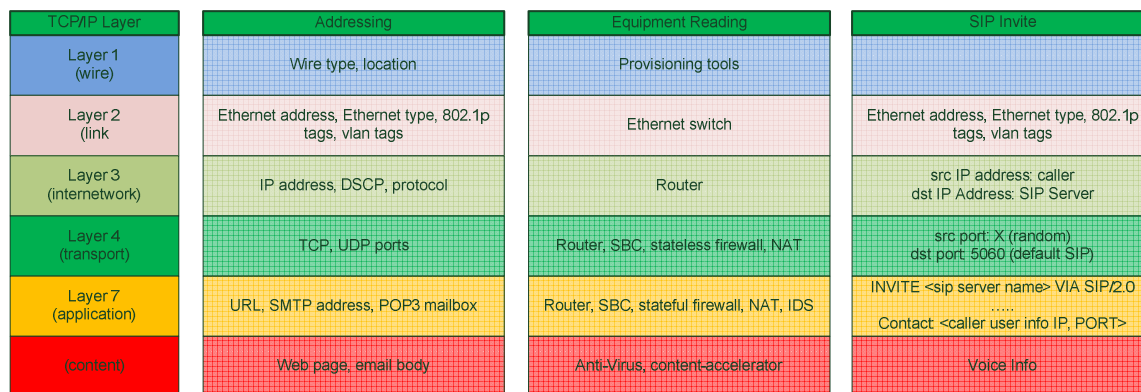 TCP/IP Layer
Addressing
Equipment Reading
SIP Invite
Layer 1
(wire)
Wire type, location
Provisioning tools
Layer 2
(link
Ethernet address, Ethernet type, 802.1p
tags, vlan tags
Ethernet switch
Ethernet address, Ethernet type, 802.1p
tags, vlan tags
Layer 3
(internetwork)
IP address, DSCP, protocol
Router
src IP address: caller
dst IP Address: SIP Server
Layer 4
(transport)
TCP, UDP ports
Router, SBC, stateless firewall, NAT
src port: X (random)
dst port: 5060 (default SIP)
Layer 7
(application)
URL, SMTP address, POP3 mailbox
Router, SBC, stateful firewall, NAT, IDS
INVITE <sip server name> VIA SIP/2.0
.....
Contact: <caller user info IP, PORT>
(content)
Web page, email body
Anti-Virus, content-accelerator
Voice Info